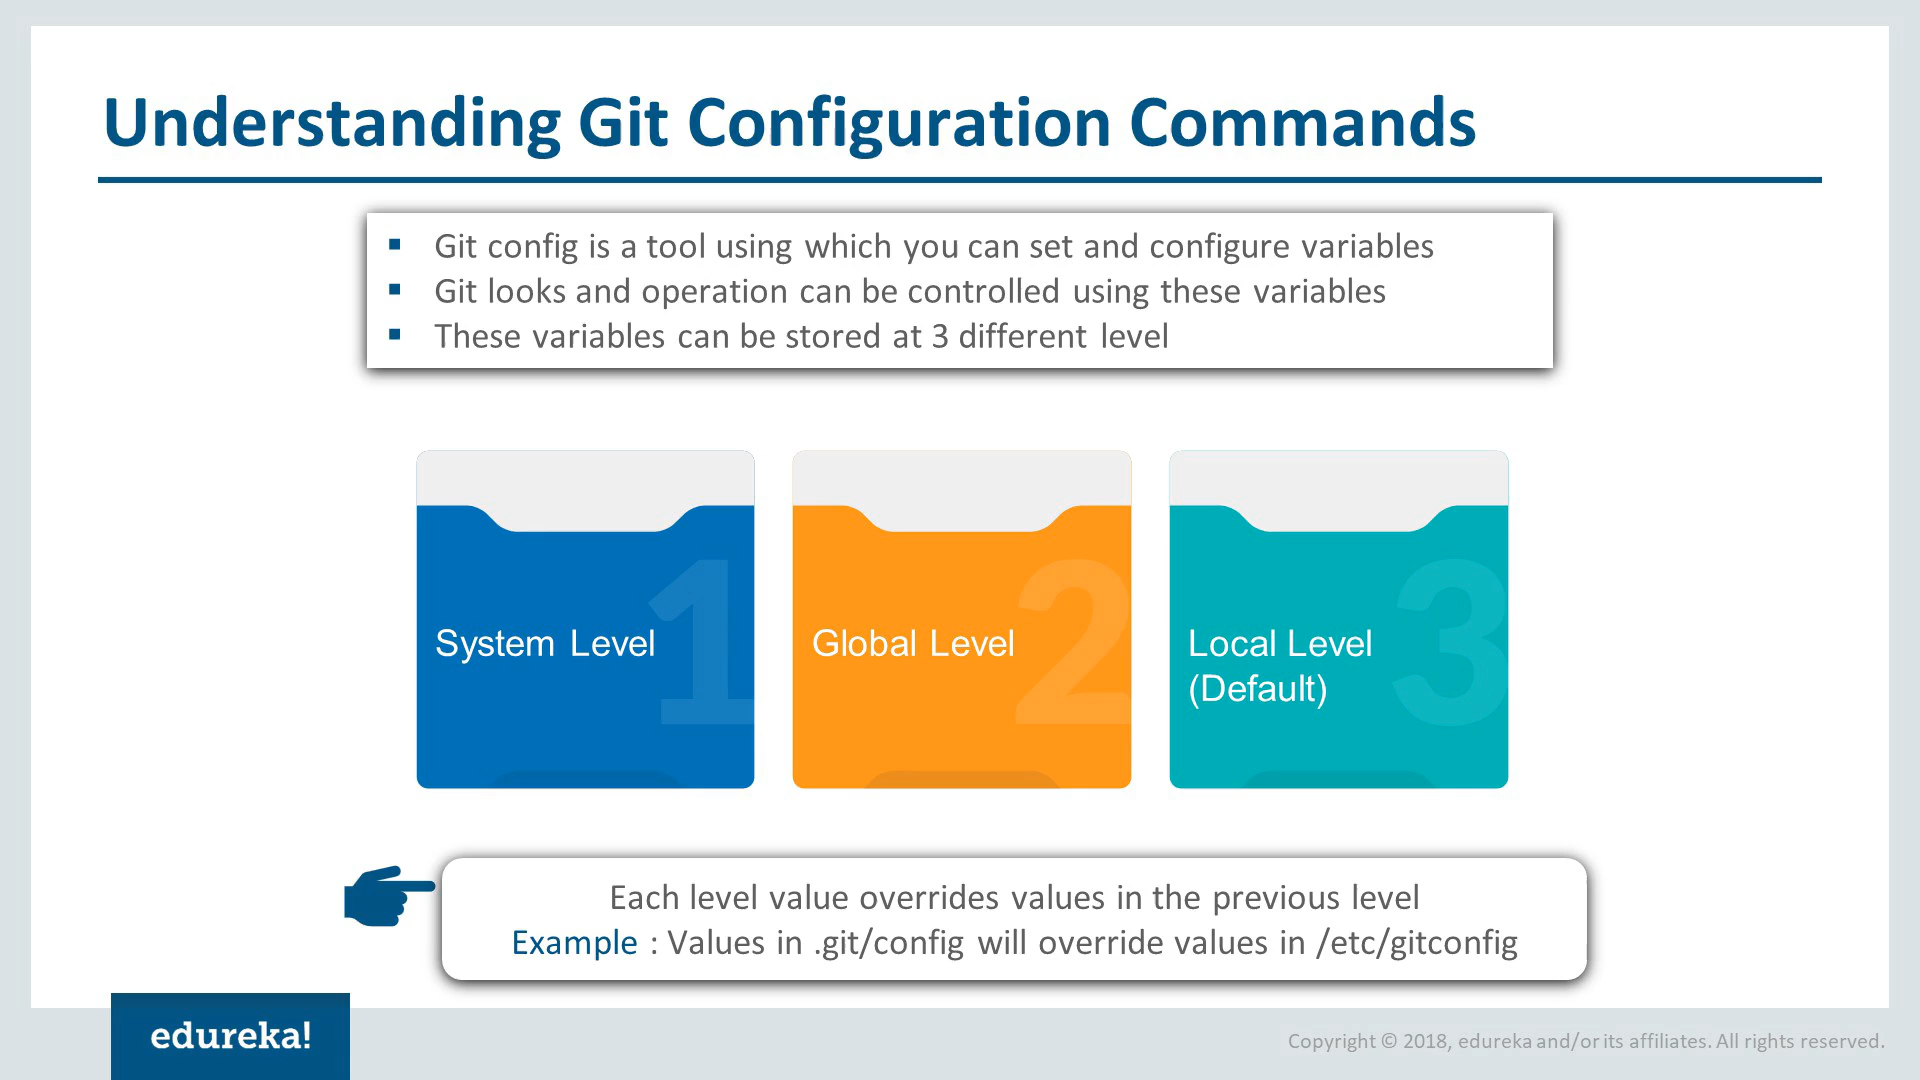 Understanding Git Configuration Commands
▪ Git config is a tool using which you can set and configure variables
▪ Git looks and operation can be controlled using these variables
▪ These variables can be stored at 3 different level
1
System Level
2
Global Level
3
Local Level
(Default)
Each level value overrides values in the previous level
Example : Values in .git/config will override values in /etc/gitconfig
edureka!
Copyright © 2018, edureka and/or its affiliates. All rights reserved.